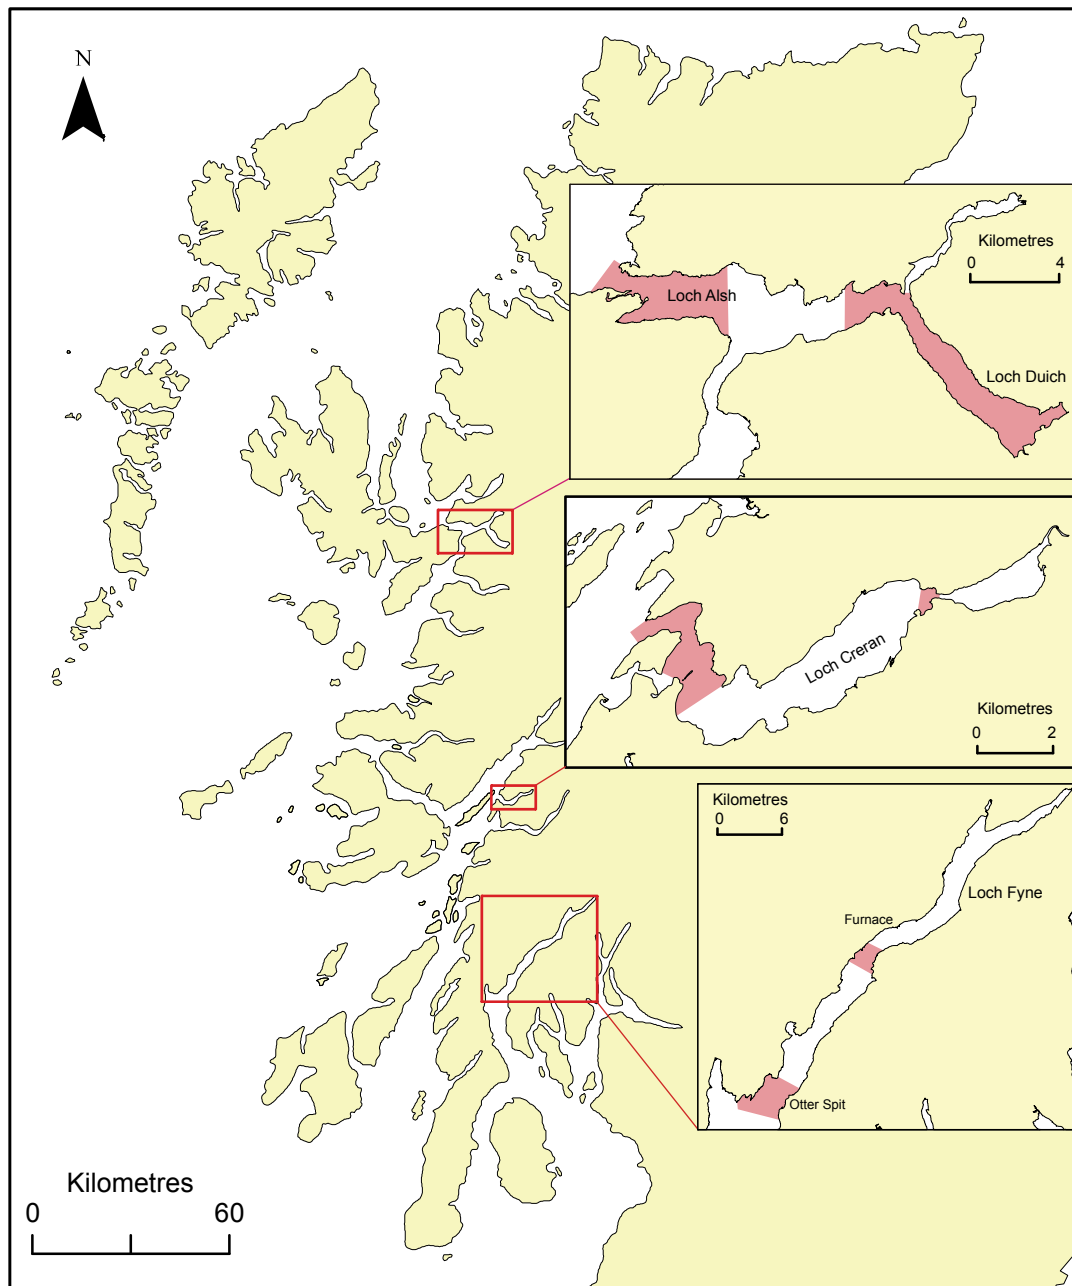 N
Kilometres
0 4
Loch Alsh
Loch Duich
Loch Creran
Kilometres
0 2
Kilometres
0 6
Loch Fyne
Furnace
Otter Spit
Kilometres
0 60